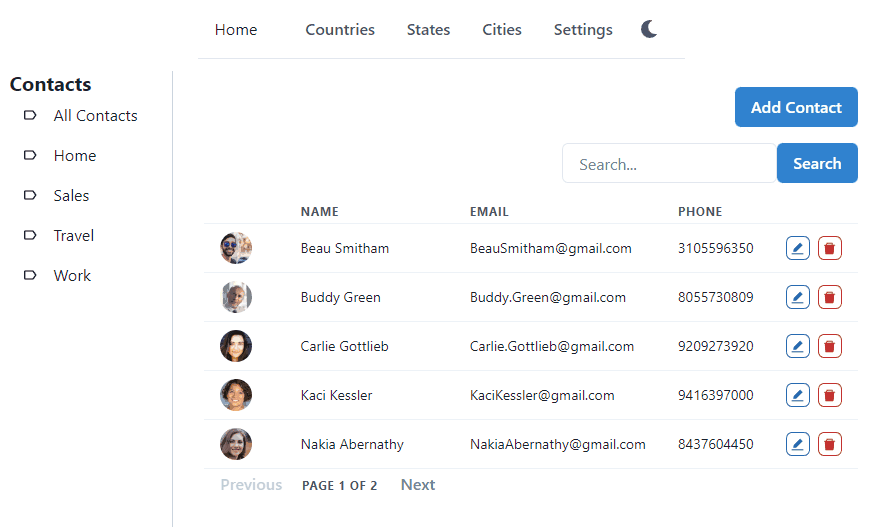 Home Countries States Cities Settings
Contacts
All Contacts
Home
Sales
Travel
Work
Add Contact
Search... Search
NAME EMAIL PHONE
Beau Smitham BeauSmitham@gmail.com 3105596350
Buddy Green Buddy.Green@gmail.com 8055730809
Carlie Gottlieb Carlie.Gottlieb@gmail.com 9209273920
Kaci Kessler KaciKessler@gmail.com 9416397000
Nakia Abernathy NakiaAbernathy@gmail.com 8437604450
Previous PAGE 1 OF 2 Next